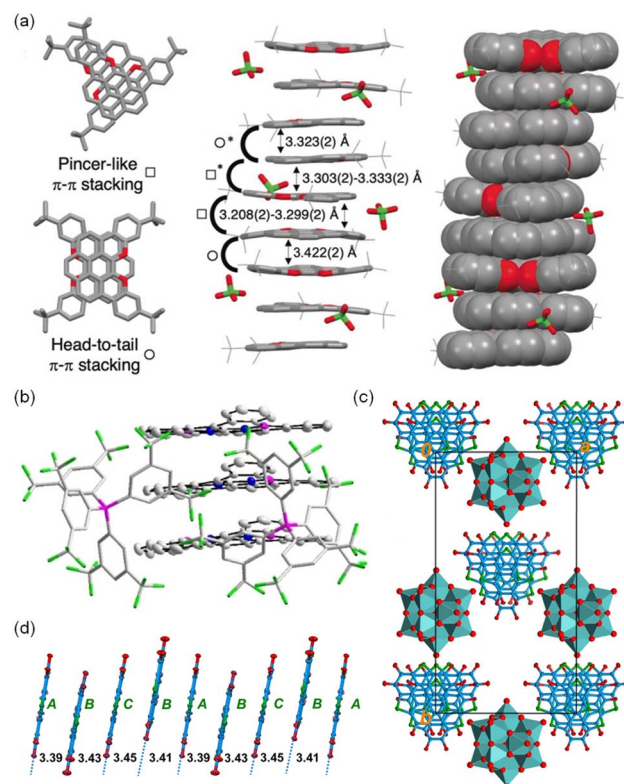 (a)
Pincer-like □
π-π stacking
Head-to-tail
π-π stacking ○
○*
□*
□
○
3.323(2) Å
3.303(2)-3.333(2) Å
3.208(2)-3.299(2) Å
3.422(2) Å
(b)
(c)
b
a
(d)
A B C B A B C B A
3.39 3.43 3.45 3.41 3.39 3.43 3.45 3.41